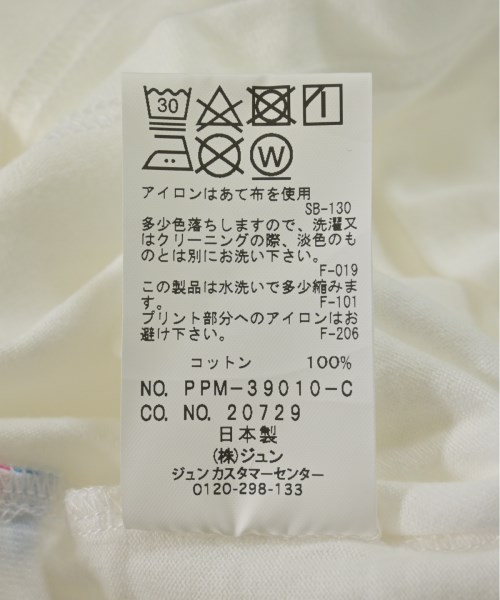 30
W
アイロンはあて布を使用
SB-130
多少色落ちしますので、洗濯又
はクリーニングの際、淡色のも
のとは別にお洗い下さい。
F-019
この製品は水洗いで多少縮みま
す。 F-101
プリント部分へのアイロンはお
避け下さい。 F-206
コットン 100%
NO. PPM-39010-C
CO. NO. 20729
日本製
(株)ジュン
ジュンカスタマーセンター
0120-298-133